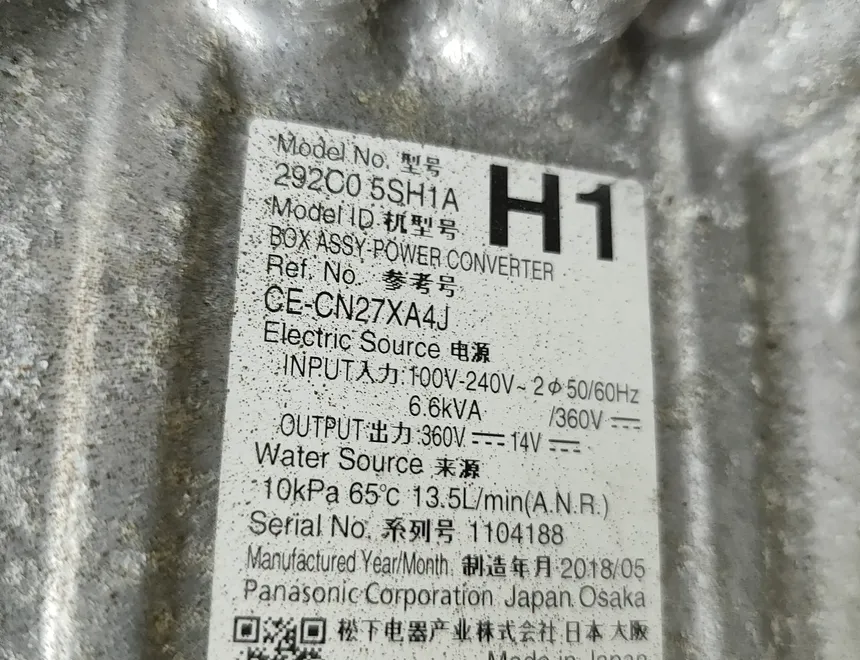 Model No. 型号
292C0 5SH1A
H1
Model ID 机型号
BOX ASSY-POWER CONVERTER
Ref. No. 参考号
CE-CN27XA4J
Electric Source 电源
INPUT入力:100V-240V~ 2Φ50/60Hz
6.6kVA /360V ⎓
OUTPUT出力:360V ⎓ 14V ⎓
Water Source 来源
10kPa 65℃ 13.5L/min(A.N.R.)
Serial No. 系列号 1104188
Manufactured Year/Month 制造年月 2018/05
Panasonic Corporation Japan Osaka
松下电器产业株式会社 日本 大阪
Made in Japan